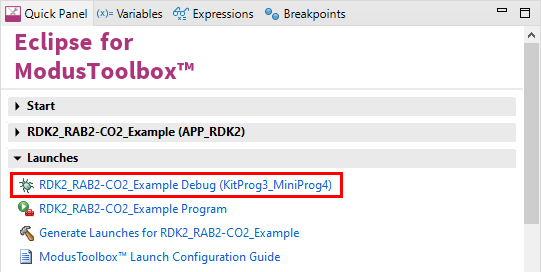 Quick Panel (x)= Variables Expressions Breakpoints
Eclipse for
ModusToolbox™
Start
RDK2_RAB2-CO2_Example (APP_RDK2)
Launches
RDK2_RAB2-CO2_Example Debug (KitProg3_MiniProg4)
RDK2_RAB2-CO2_Example Program
Generate Launches for RDK2_RAB2-CO2_Example
ModusToolbox™ Launch Configuration Guide